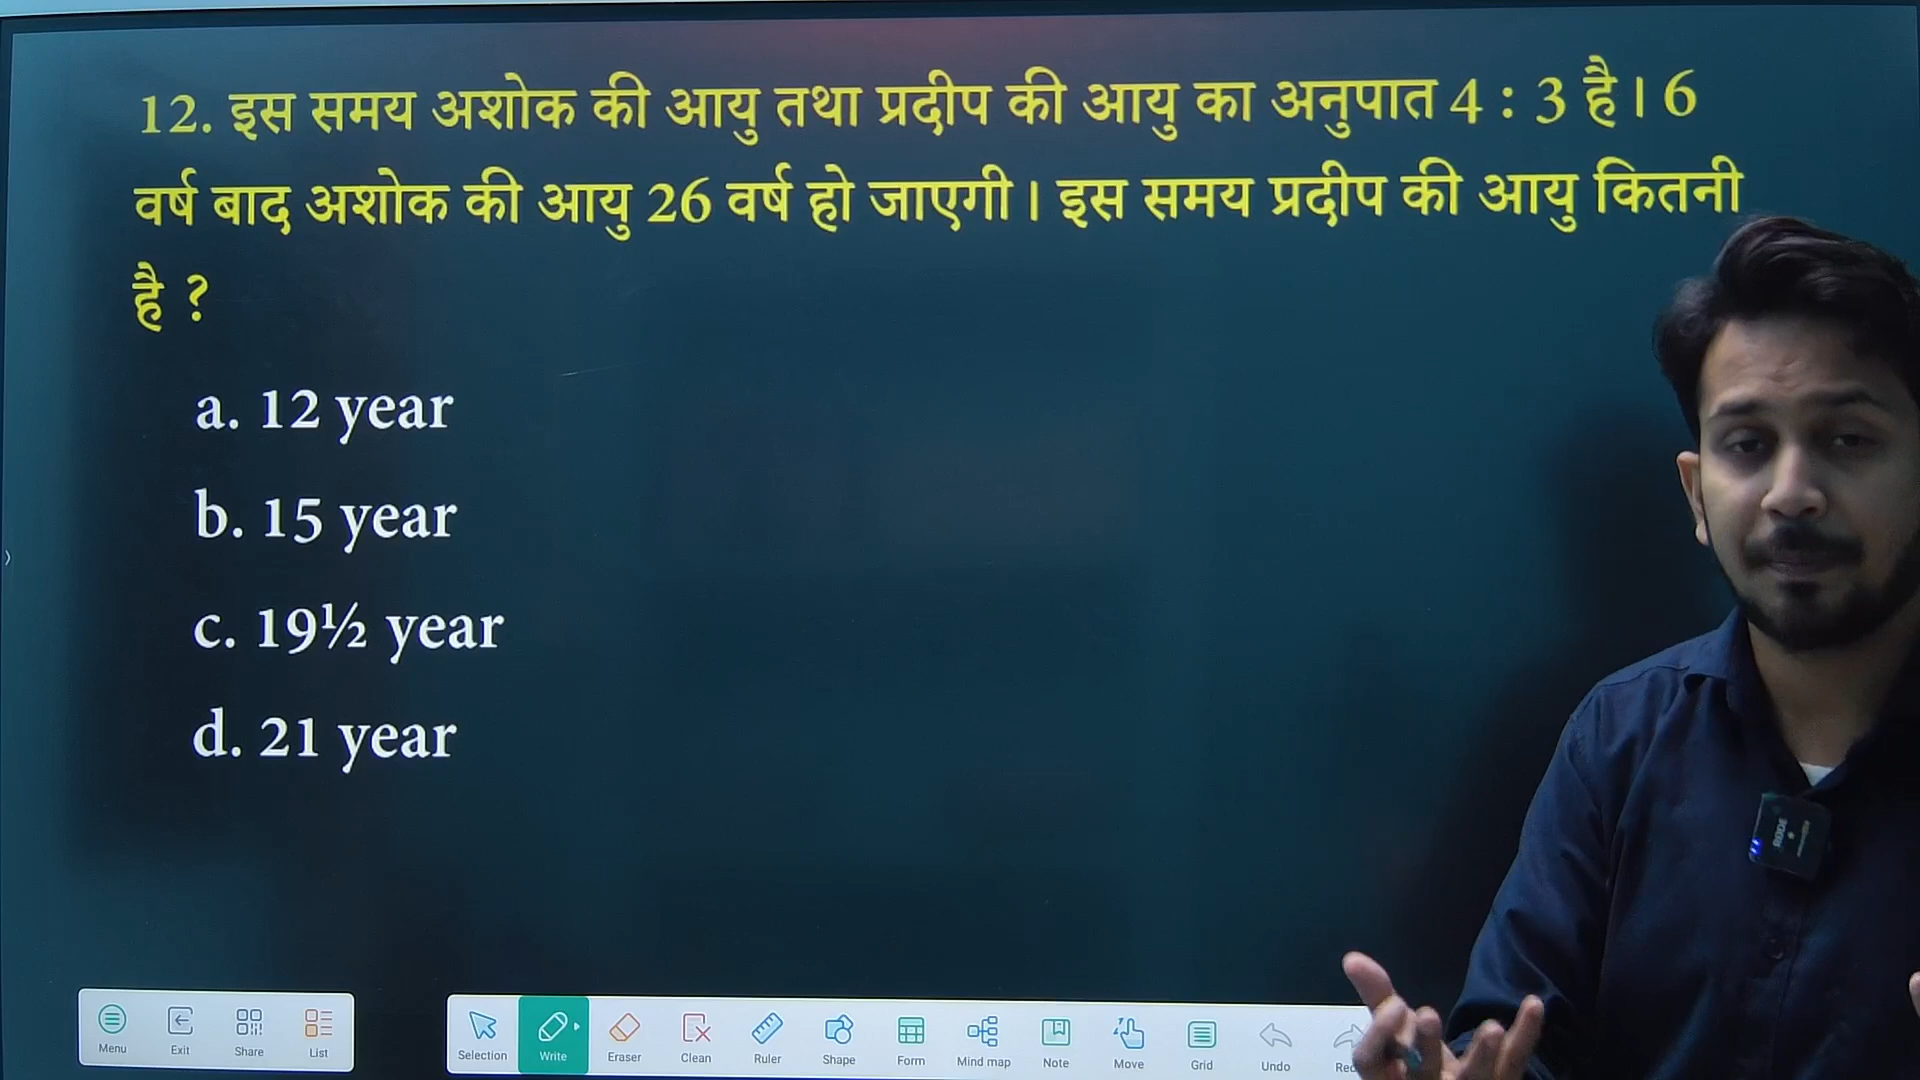 12. इस समय अशोक की आयु तथा प्रदीप की आयु का अनुपात 4 : 3 है। 6
वर्ष बाद अशोक की आयु 26 वर्ष हो जाएगी। इस समय प्रदीप की आयु कितनी
है ?
a. 12 year
b. 15 year
c. 19½ year
d. 21 year
RODE
Menu Exit Share List Selection Write Eraser Clean Ruler Shape Form Mind map Note Move Grid Undo